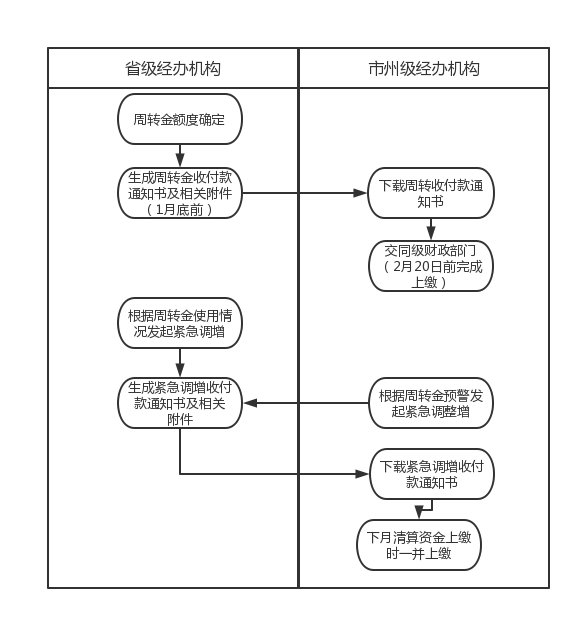 省级经办机构
市州级经办机构
周转金额度确定
生成周转金收付款
通知书及相关附件
（1月底前）
下载周转收付款通
知书
交同级财政部门
（2月20日前完成
上缴）
根据周转金使用情
况发起紧急调增
生成紧急调增收付
款通知书及相关
附件
根据周转金预警发
起紧急调整增
下载紧急调增收付
款通知书
下月清算资金上缴
时一并上缴